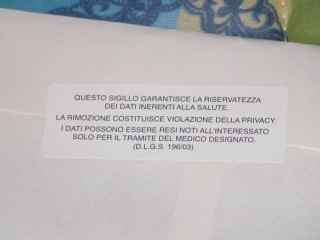 QUESTO SIGILLO GARANTISCE LA RISERVATEZZA
DEI DATI INERENTI ALLA SALUTE.
LA RIMOZIONE COSTITUISCE VIOLAZIONE DELLA PRIVACY.
I DATI POSSONO ESSERE RESI NOTI ALL'INTERESSATO
SOLO PER IL TRAMITE DEL MEDICO DESIGNATO.
(D.L.G.S. 196/03)